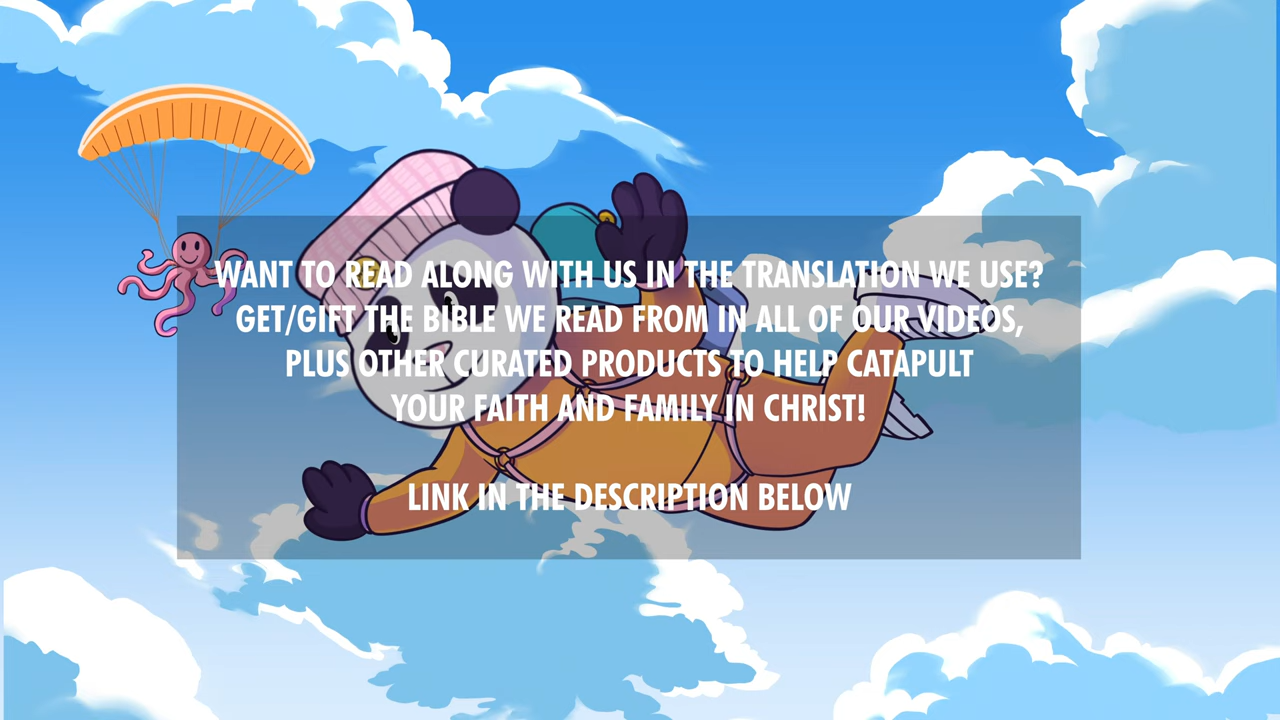 WANT TO READ ALONG WITH US IN THE TRANSLATION WE USE?
GET/GIFT THE BIBLE WE READ FROM IN ALL OF OUR VIDEOS,
PLUS OTHER CURATED PRODUCTS TO HELP CATAPULT
YOUR FAITH AND FAMILY IN CHRIST!
LINK IN THE DESCRIPTION BELOW